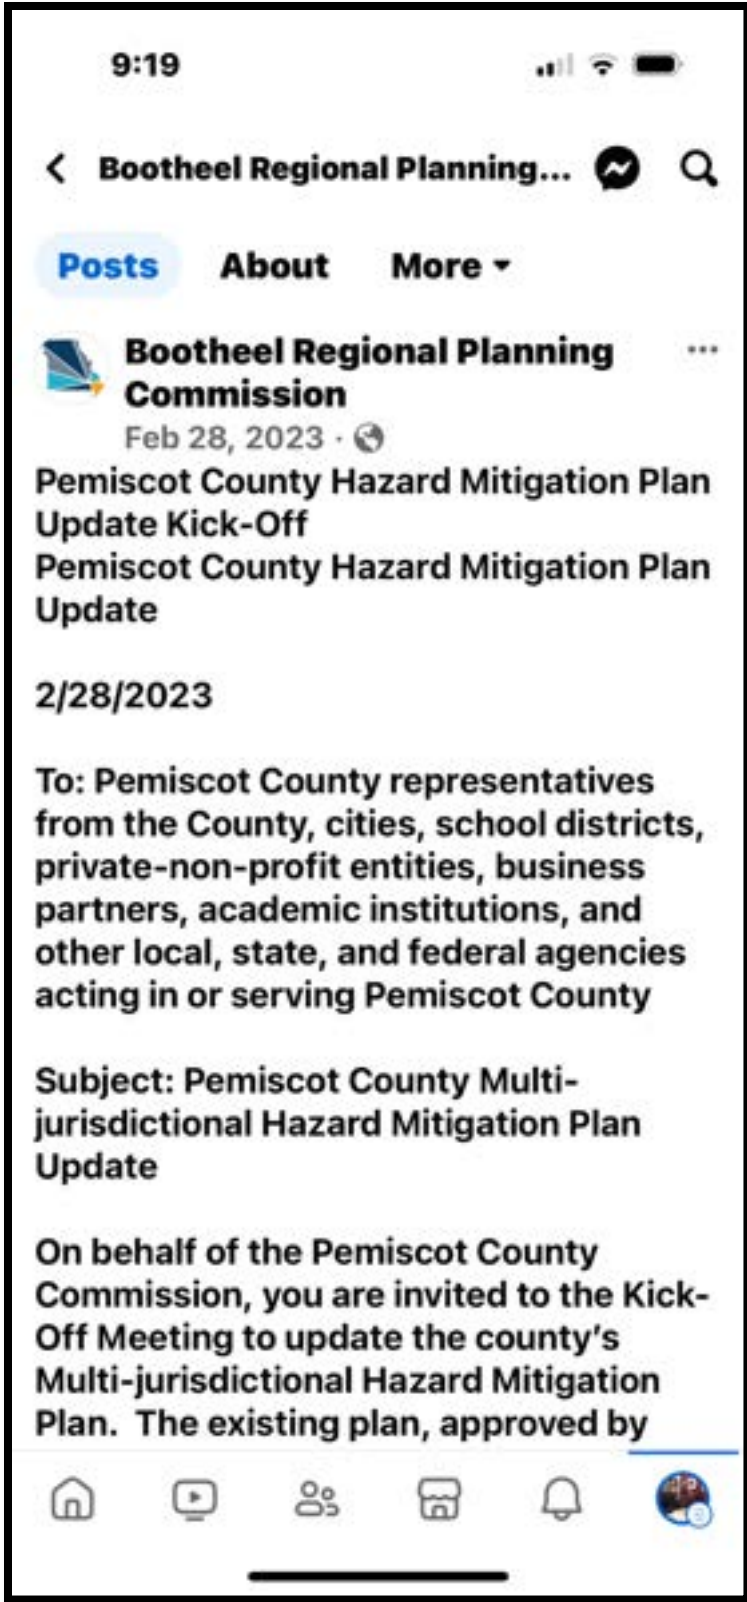 9:19
Bootheel Regional Planning...
Posts About More
Bootheel Regional Planning
Commission
Feb 28, 2023 ·
Pemiscot County Hazard Mitigation Plan
Update Kick-Off
Pemiscot County Hazard Mitigation Plan
Update
2/28/2023
To: Pemiscot County representatives
from the County, cities, school districts,
private-non-profit entities, business
partners, academic institutions, and
other local, state, and federal agencies
acting in or serving Pemiscot County
Subject: Pemiscot County Multi-
jurisdictional Hazard Mitigation Plan
Update
On behalf of the Pemiscot County
Commission, you are invited to the Kick-
Off Meeting to update the county's
Multi-jurisdictional Hazard Mitigation
Plan.  The existing plan, approved by